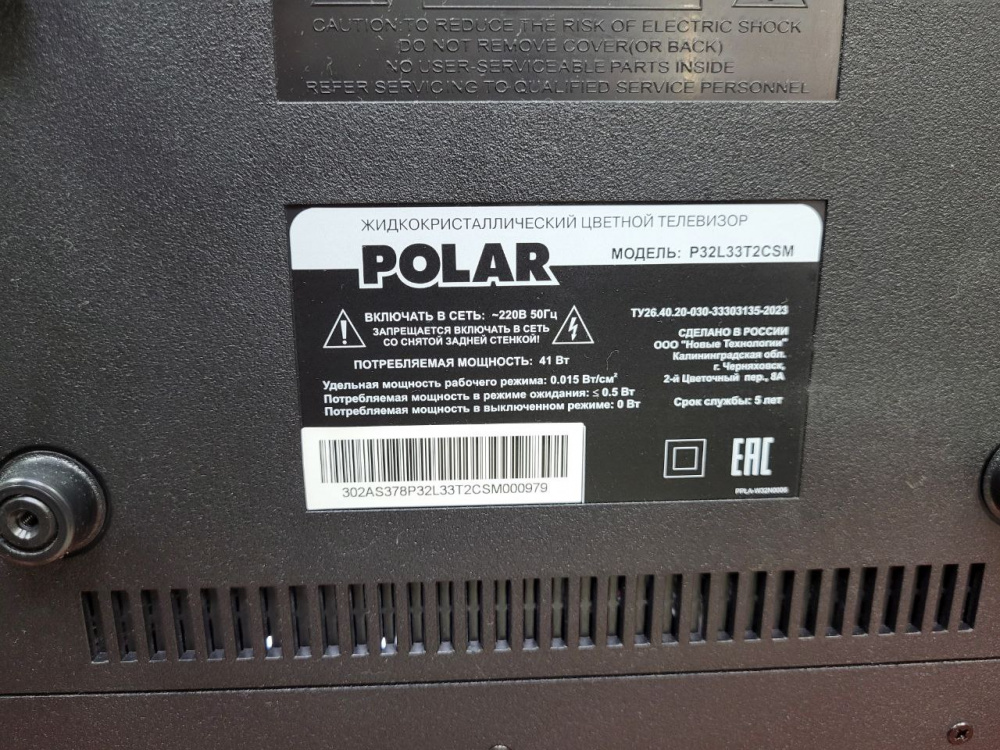 CAUTION: TO REDUCE THE RISK OF ELECTRIC SHOCK
DO NOT REMOVE COVER(OR BACK)
NO USER-SERVICEABLE PARTS INSIDE
REFER SERVICING TO QUALIFIED SERVICE PERSONNEL
ЖИДКОКРИСТАЛЛИЧЕСКИЙ ЦВЕТНОЙ ТЕЛЕВИЗОР
POLAR
МОДЕЛЬ: P32L33T2CSM
ВКЛЮЧАТЬ В СЕТЬ: ~220В 50Гц
ЗАПРЕЩАЕТСЯ ВКЛЮЧАТЬ В СЕТЬ
СО СНЯТОЙ ЗАДНЕЙ СТЕНКОЙ!
ПОТРЕБЛЯЕМАЯ МОЩНОСТЬ: 41 Вт
Удельная мощность рабочего режима: 0.015 Вт/см²
Потребляемая мощность в режиме ожидания: ≤ 0.5 Вт
Потребляемая мощность в выключенном режиме: 0 Вт
ТУ26.40.20-030-33303135-2023
СДЕЛАНО В РОССИИ
ООО "Новые Технологии"
Калининградская обл.
г. Черняховск,
2-й Цветочный пер., 8А
Срок службы: 5 лет
302AS378P32L33T2CSM000979
EAC
PPLA-W32N0006